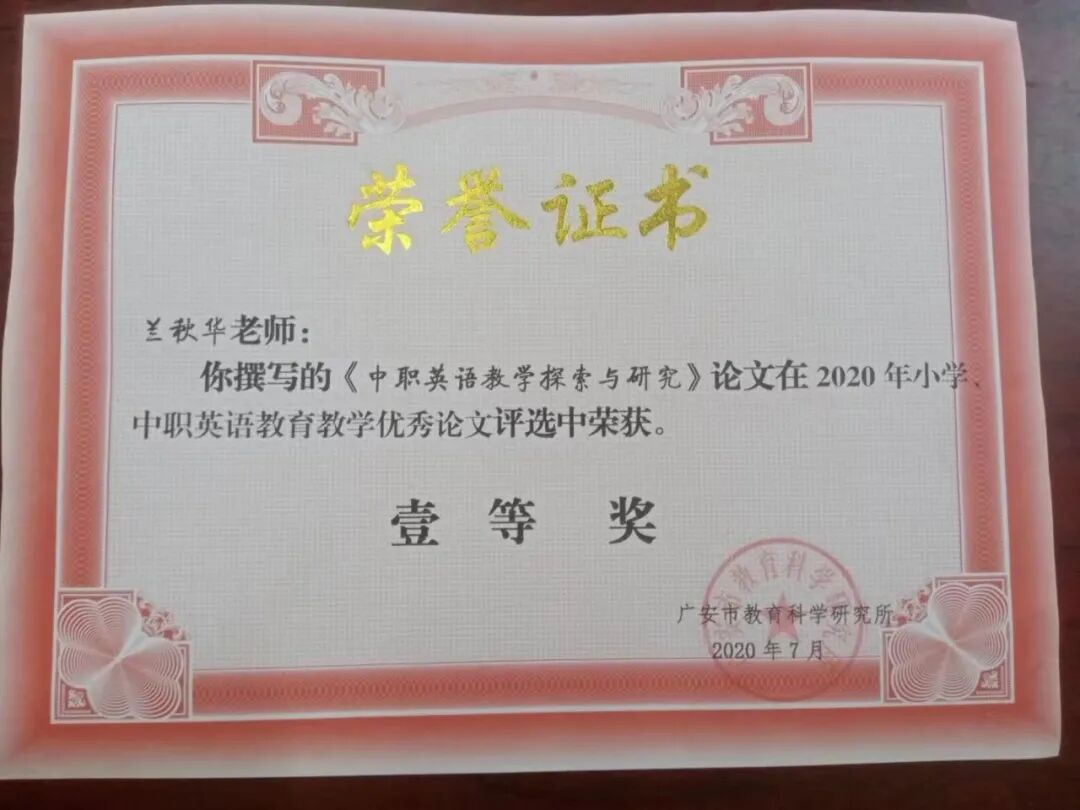 荣誉证书
兰秋华老师：
你撰写的《中职英语教学探索与研究》论文在2020年小学、
中职英语教育教学优秀论文评选中荣获。
壹等奖
广安市教育科学研究所
2020年7月